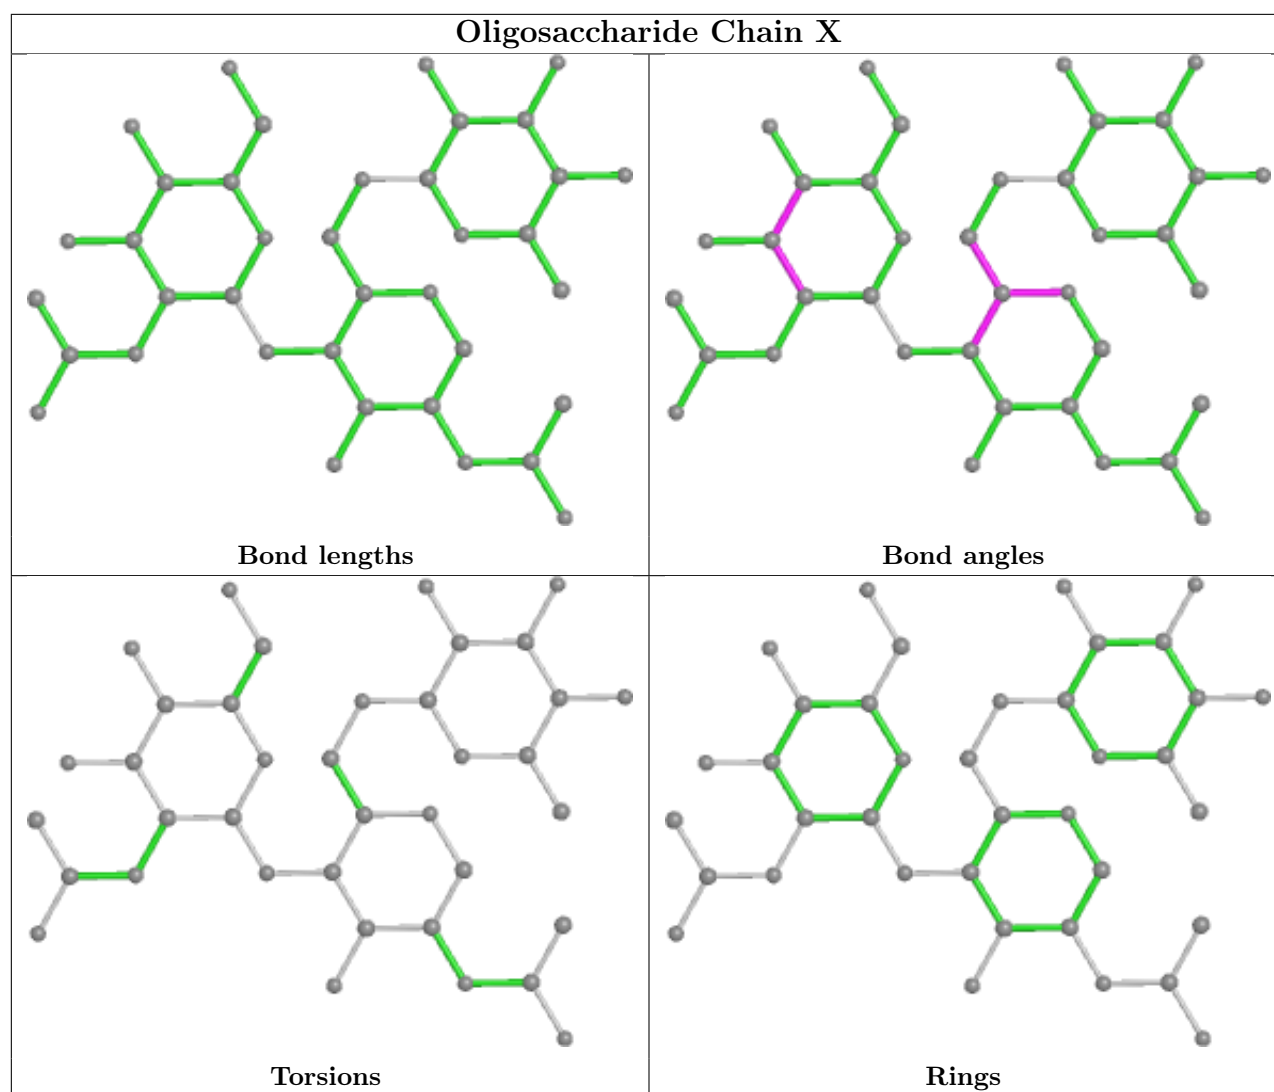 Oligosaccharide Chain X
Bond lengths
Bond angles
Torsions
Rings